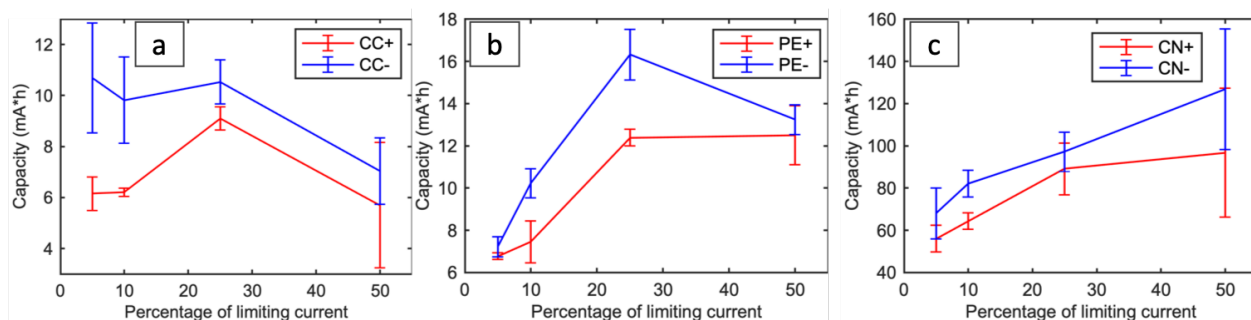 a
CC+
CC-
Capacity (mA*h)
12
10
8
6
4
0 10 20 30 40 50
Percentage of limiting current
b
PE+
PE-
Capacity (mA*h)
18
16
14
12
10
8
6
0 10 20 30 40 50
Percentage of limiting current
c
CN+
CN-
Capacity (mA*h)
160
140
120
100
80
60
40
0 10 20 30 40 50
Percentage of limiting current